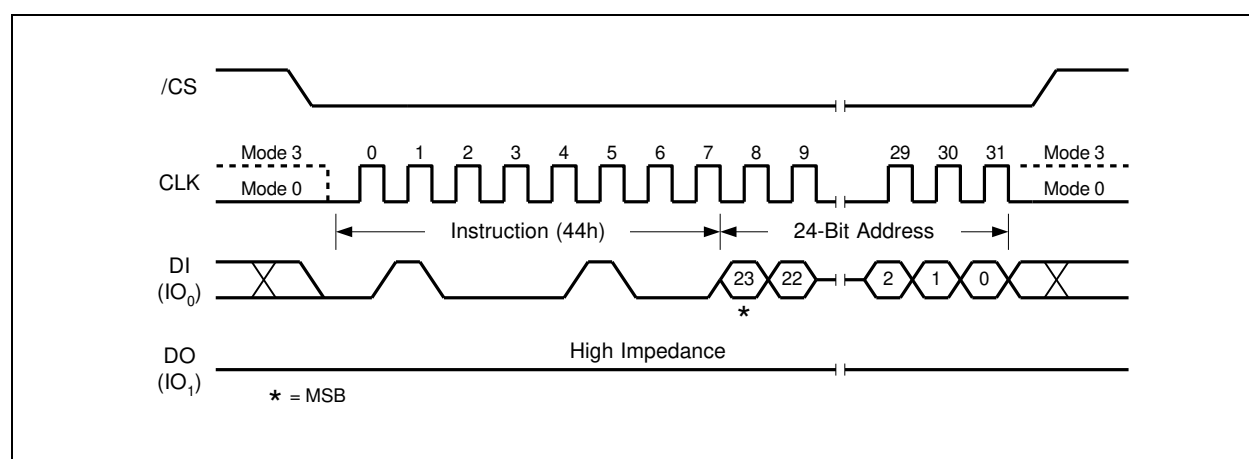 /CS
Mode 3
0 1 2 3 4 5 6 7 8 9 29 30 31
Mode 3
CLK
Mode 0
Mode 0
Instruction (44h)
24-Bit Address
DI
(IO₀)
23 22 2 1 0
*
DO
(IO₁)
High Impedance
* = MSB